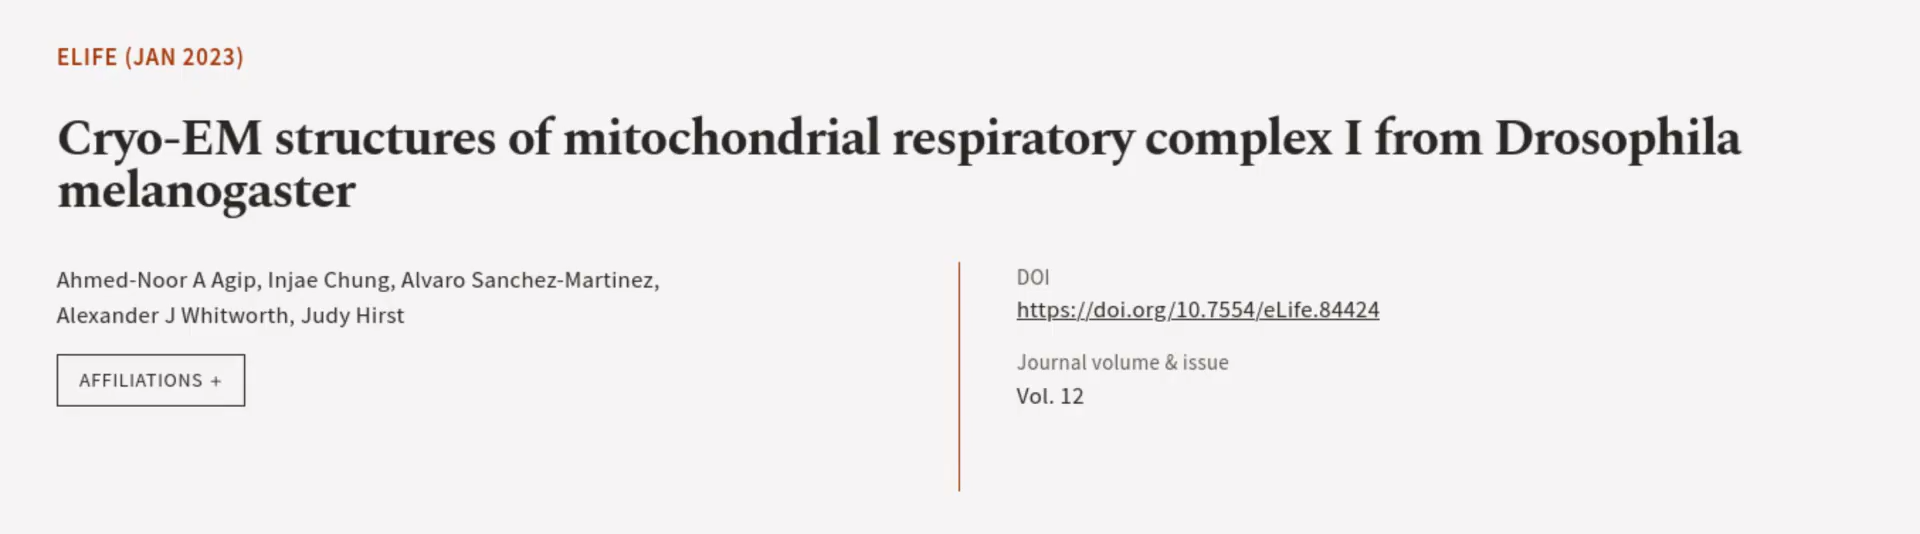 ELIFE (JAN 2023)
Cryo-EM structures of mitochondrial respiratory complex I from Drosophila
melanogaster
Ahmed-Noor A Agip, Injae Chung, Alvaro Sanchez-Martinez,
Alexander J Whitworth, Judy Hirst
AFFILIATIONS +
DOI
https://doi.org/10.7554/eLife.84424
Journal volume & issue
Vol. 12